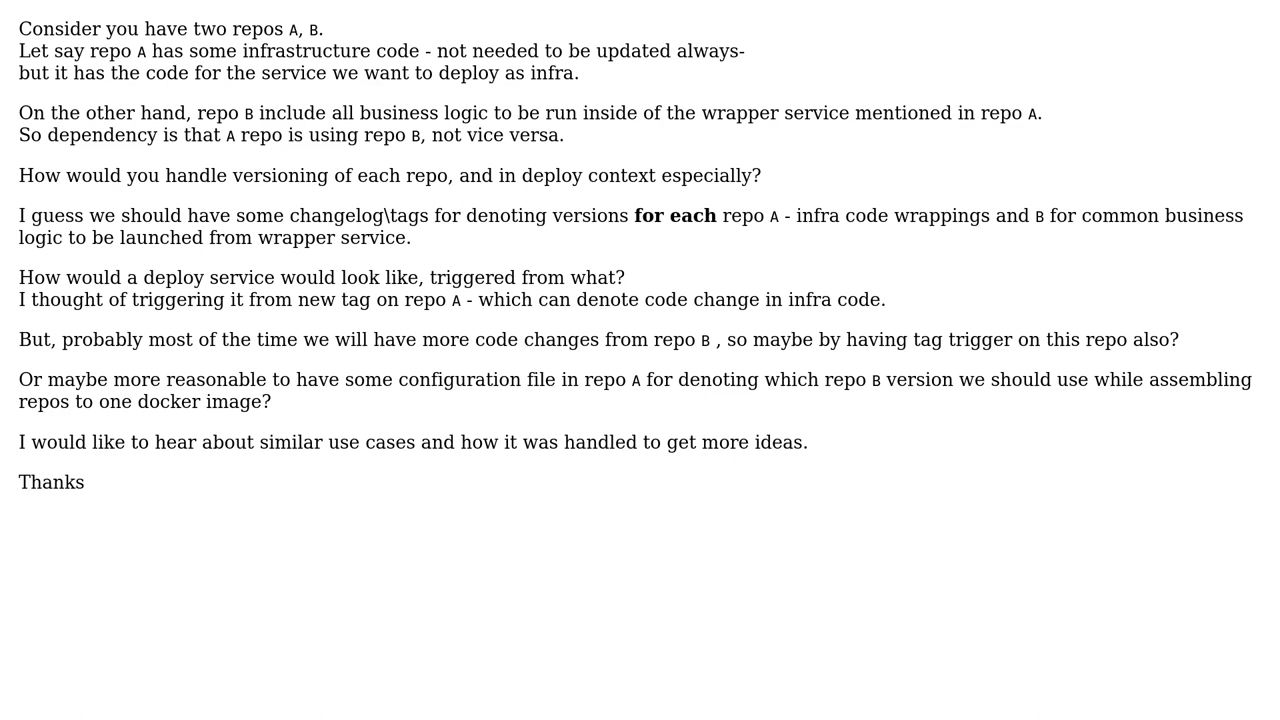 Consider you have two repos A, B.
Let say repo A has some infrastructure code - not needed to be updated always-
but it has the code for the service we want to deploy as infra.
On the other hand, repo B include all business logic to be run inside of the wrapper service mentioned in repo A.
So dependency is that A repo is using repo B, not vice versa.
How would you handle versioning of each repo, and in deploy context especially?
I guess we should have some changelog\tags for denoting versions for each repo A - infra code wrappings and B for common business
logic to be launched from wrapper service.
How would a deploy service would look like, triggered from what?
I thought of triggering it from new tag on repo A - which can denote code change in infra code.
But, probably most of the time we will have more code changes from repo B , so maybe by having tag trigger on this repo also?
Or maybe more reasonable to have some configuration file in repo A for denoting which repo B version we should use while assembling
repos to one docker image?
I would like to hear about similar use cases and how it was handled to get more ideas.
Thanks